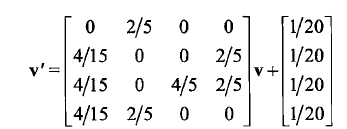 v′ = [ 0 2/5 0 0 ] [ 1/20 ]
[ 4/15 0 0 2/5 ] v + [ 1/20 ]
[ 4/15 0 4/5 2/5 ] [ 1/20 ]
[ 4/15 2/5 0 0 ] [ 1/20 ]